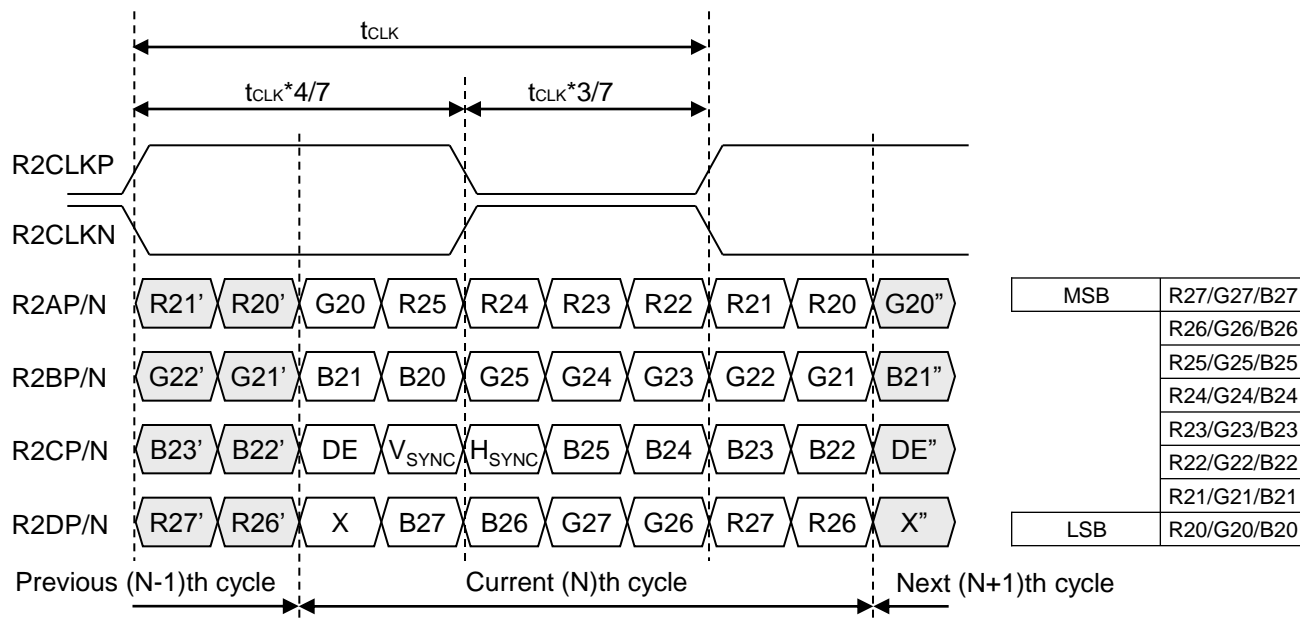 tCLK
tCLK*4/7 tCLK*3/7
R2CLKP
R2CLKN
R2AP/N R21’ R20’ G20 R25 R24 R23 R22 R21 R20 G20”
R2BP/N G22’ G21’ B21 B20 G25 G24 G23 G22 G21 B21”
R2CP/N B23’ B22’ DE VSYNC HSYNC B25 B24 B23 B22 DE”
R2DP/N R27’ R26’ X B27 B26 G27 G26 R27 R26 X”
MSB R27/G27/B27
R26/G26/B26
R25/G25/B25
R24/G24/B24
R23/G23/B23
R22/G22/B22
R21/G21/B21
LSB R20/G20/B20
Previous (N-1)th cycle Current (N)th cycle Next (N+1)th cycle